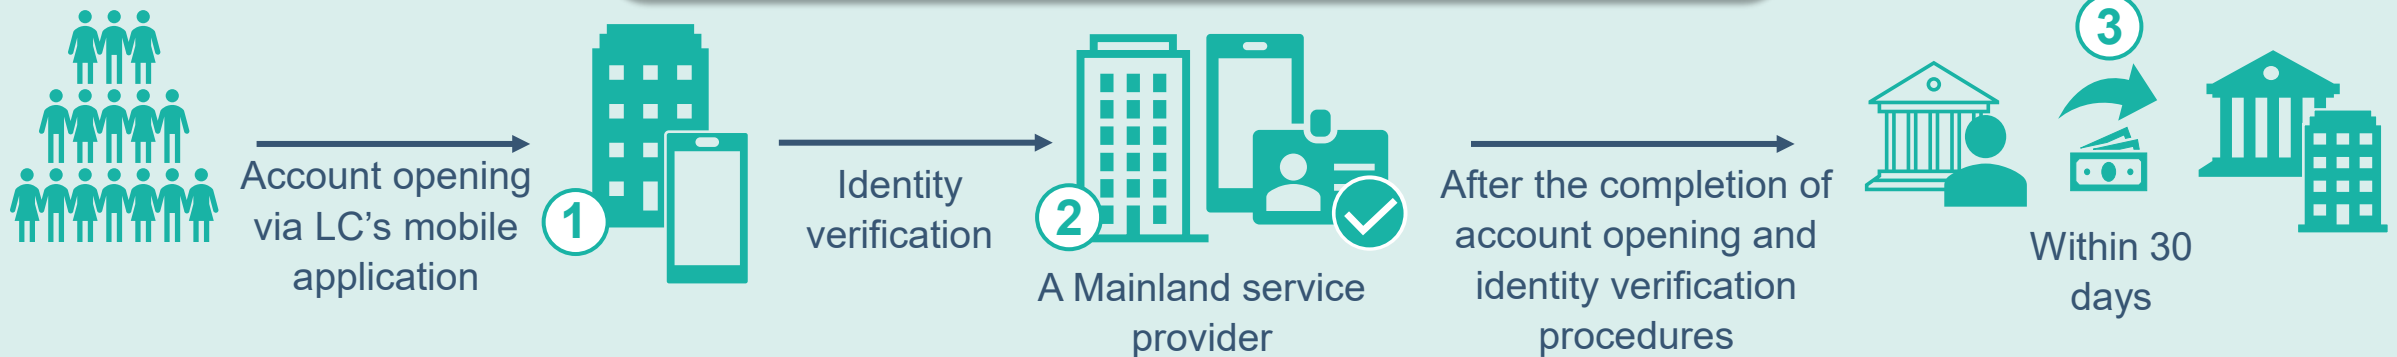 Account opening
via LC’s mobile
application
1
Identity
verification
2
A Mainland service
provider
After the completion of
account opening and
identity verification
procedures
3
Within 30
days